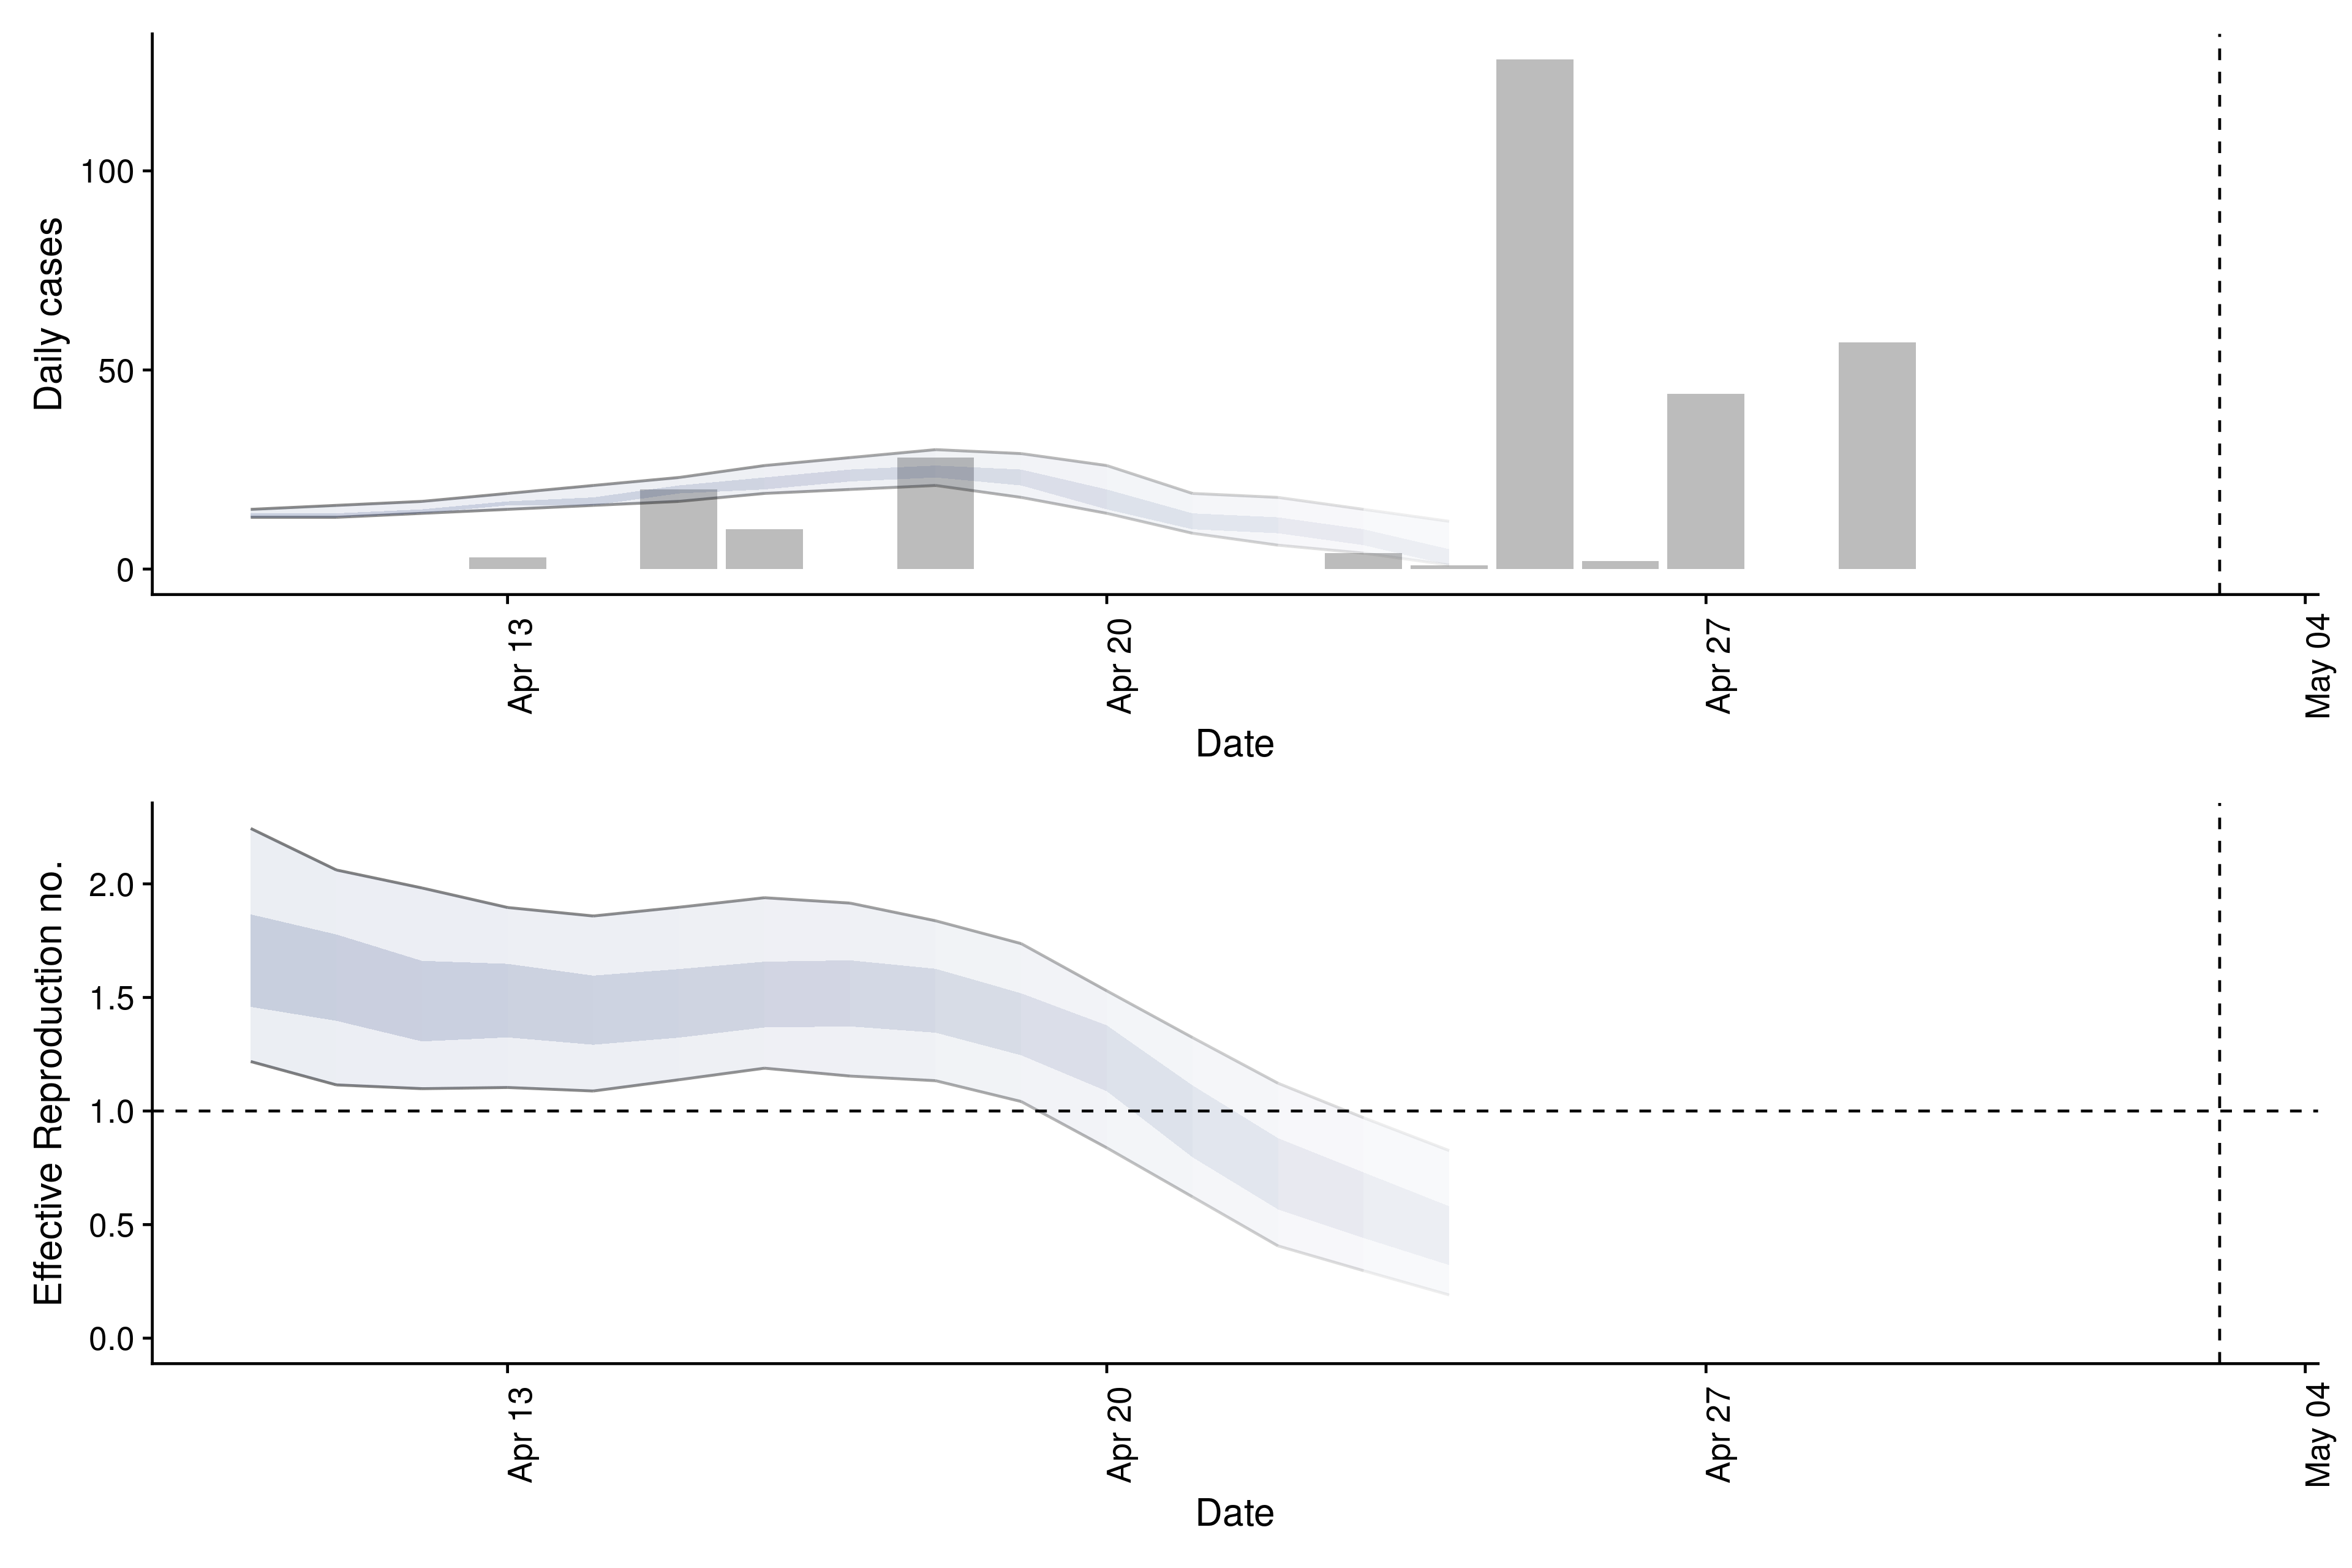 Daily cases
100
50
0
Apr 13
Apr 20
Apr 27
May 04
Date
Effective Reproduction no.
2.0
1.5
1.0
0.5
0.0
Apr 13
Apr 20
Apr 27
May 04
Date